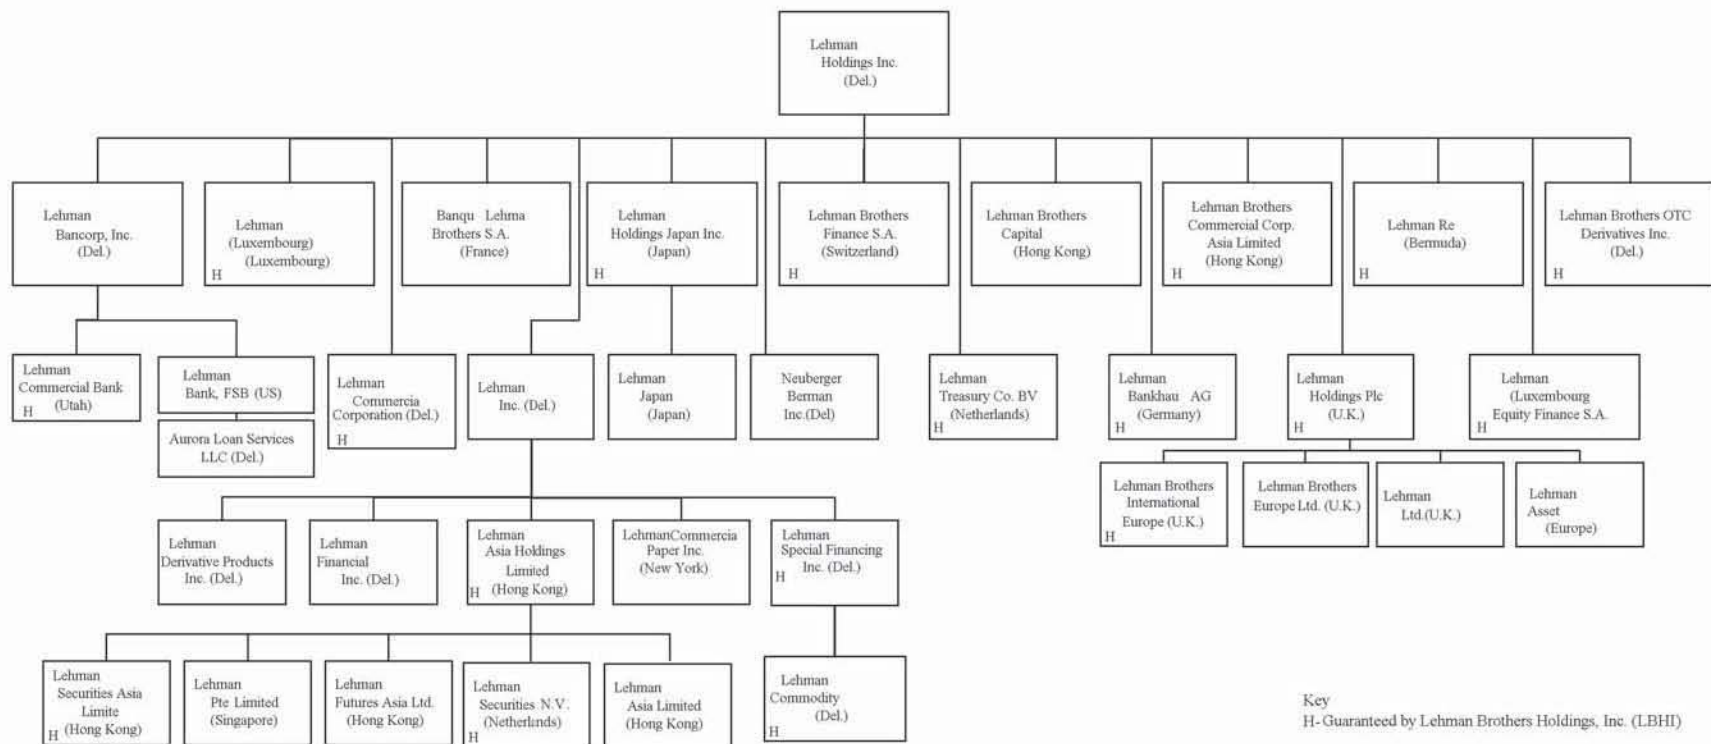 Lehman
Holdings Inc.
(Del.)
Lehman
Bancorp, Inc.
(Del.)
Lehman
(Luxembourg)
(Luxembourg)
H
Banqu Lehma
Brothers S.A.
(France)
Lehman
Holdings Japan Inc.
(Japan)
H
Lehman Brothers
Finance S.A.
(Switzerland)
H
Lehman Brothers
Capital
(Hong Kong)
Lehman Brothers
Commercial Corp.
Asia Limited
(Hong Kong)
H
Lehman Re
(Bermuda)
H
Lehman Brothers OTC
Derivatives Inc.
(Del.)
H
Lehman
Commercial Bank
(Utah)
H
Lehman
Bank, FSB (US)
Aurora Loan Services
LLC (Del.)
Lehman
Commercia
Corporation (Del.)
H
Lehman
Inc. (Del.)
Lehman
Japan
(Japan)
Neuberger
Berman
Inc.(Del)
Lehman
Treasury Co. BV
(Netherlands)
H
Lehman
Bankhau AG
(Germany)
H
Lehman
Holdings Plc
(U.K.)
H
Lehman
(Luxembourg
Equity Finance S.A.
H
Lehman Brothers
International
Europe (U.K.)
H
Lehman Brothers
Europe Ltd. (U.K.)
Lehman
Ltd.(U.K.)
Lehman
Asset
(Europe)
Lehman
Derivative Products
Inc. (Del.)
Lehman
Financial
Inc. (Del.)
Lehman
Asia Holdings
Limited
(Hong Kong)
H
LehmanCommercia
Paper Inc.
(New York)
Lehman
Special Financing
Inc. (Del.)
H
Lehman
Securities Asia
Limite
(Hong Kong)
H
Lehman
Pte Limited
(Singapore)
Lehman
Futures Asia Ltd.
(Hong Kong)
Lehman
Securities N.V.
(Netherlands)
H
Lehman
Asia Limited
(Hong Kong)
Lehman
Commodity
(Del.)
H
Key
H-Guaranteed by Lehman Brothers Holdings, Inc. (LBHI)